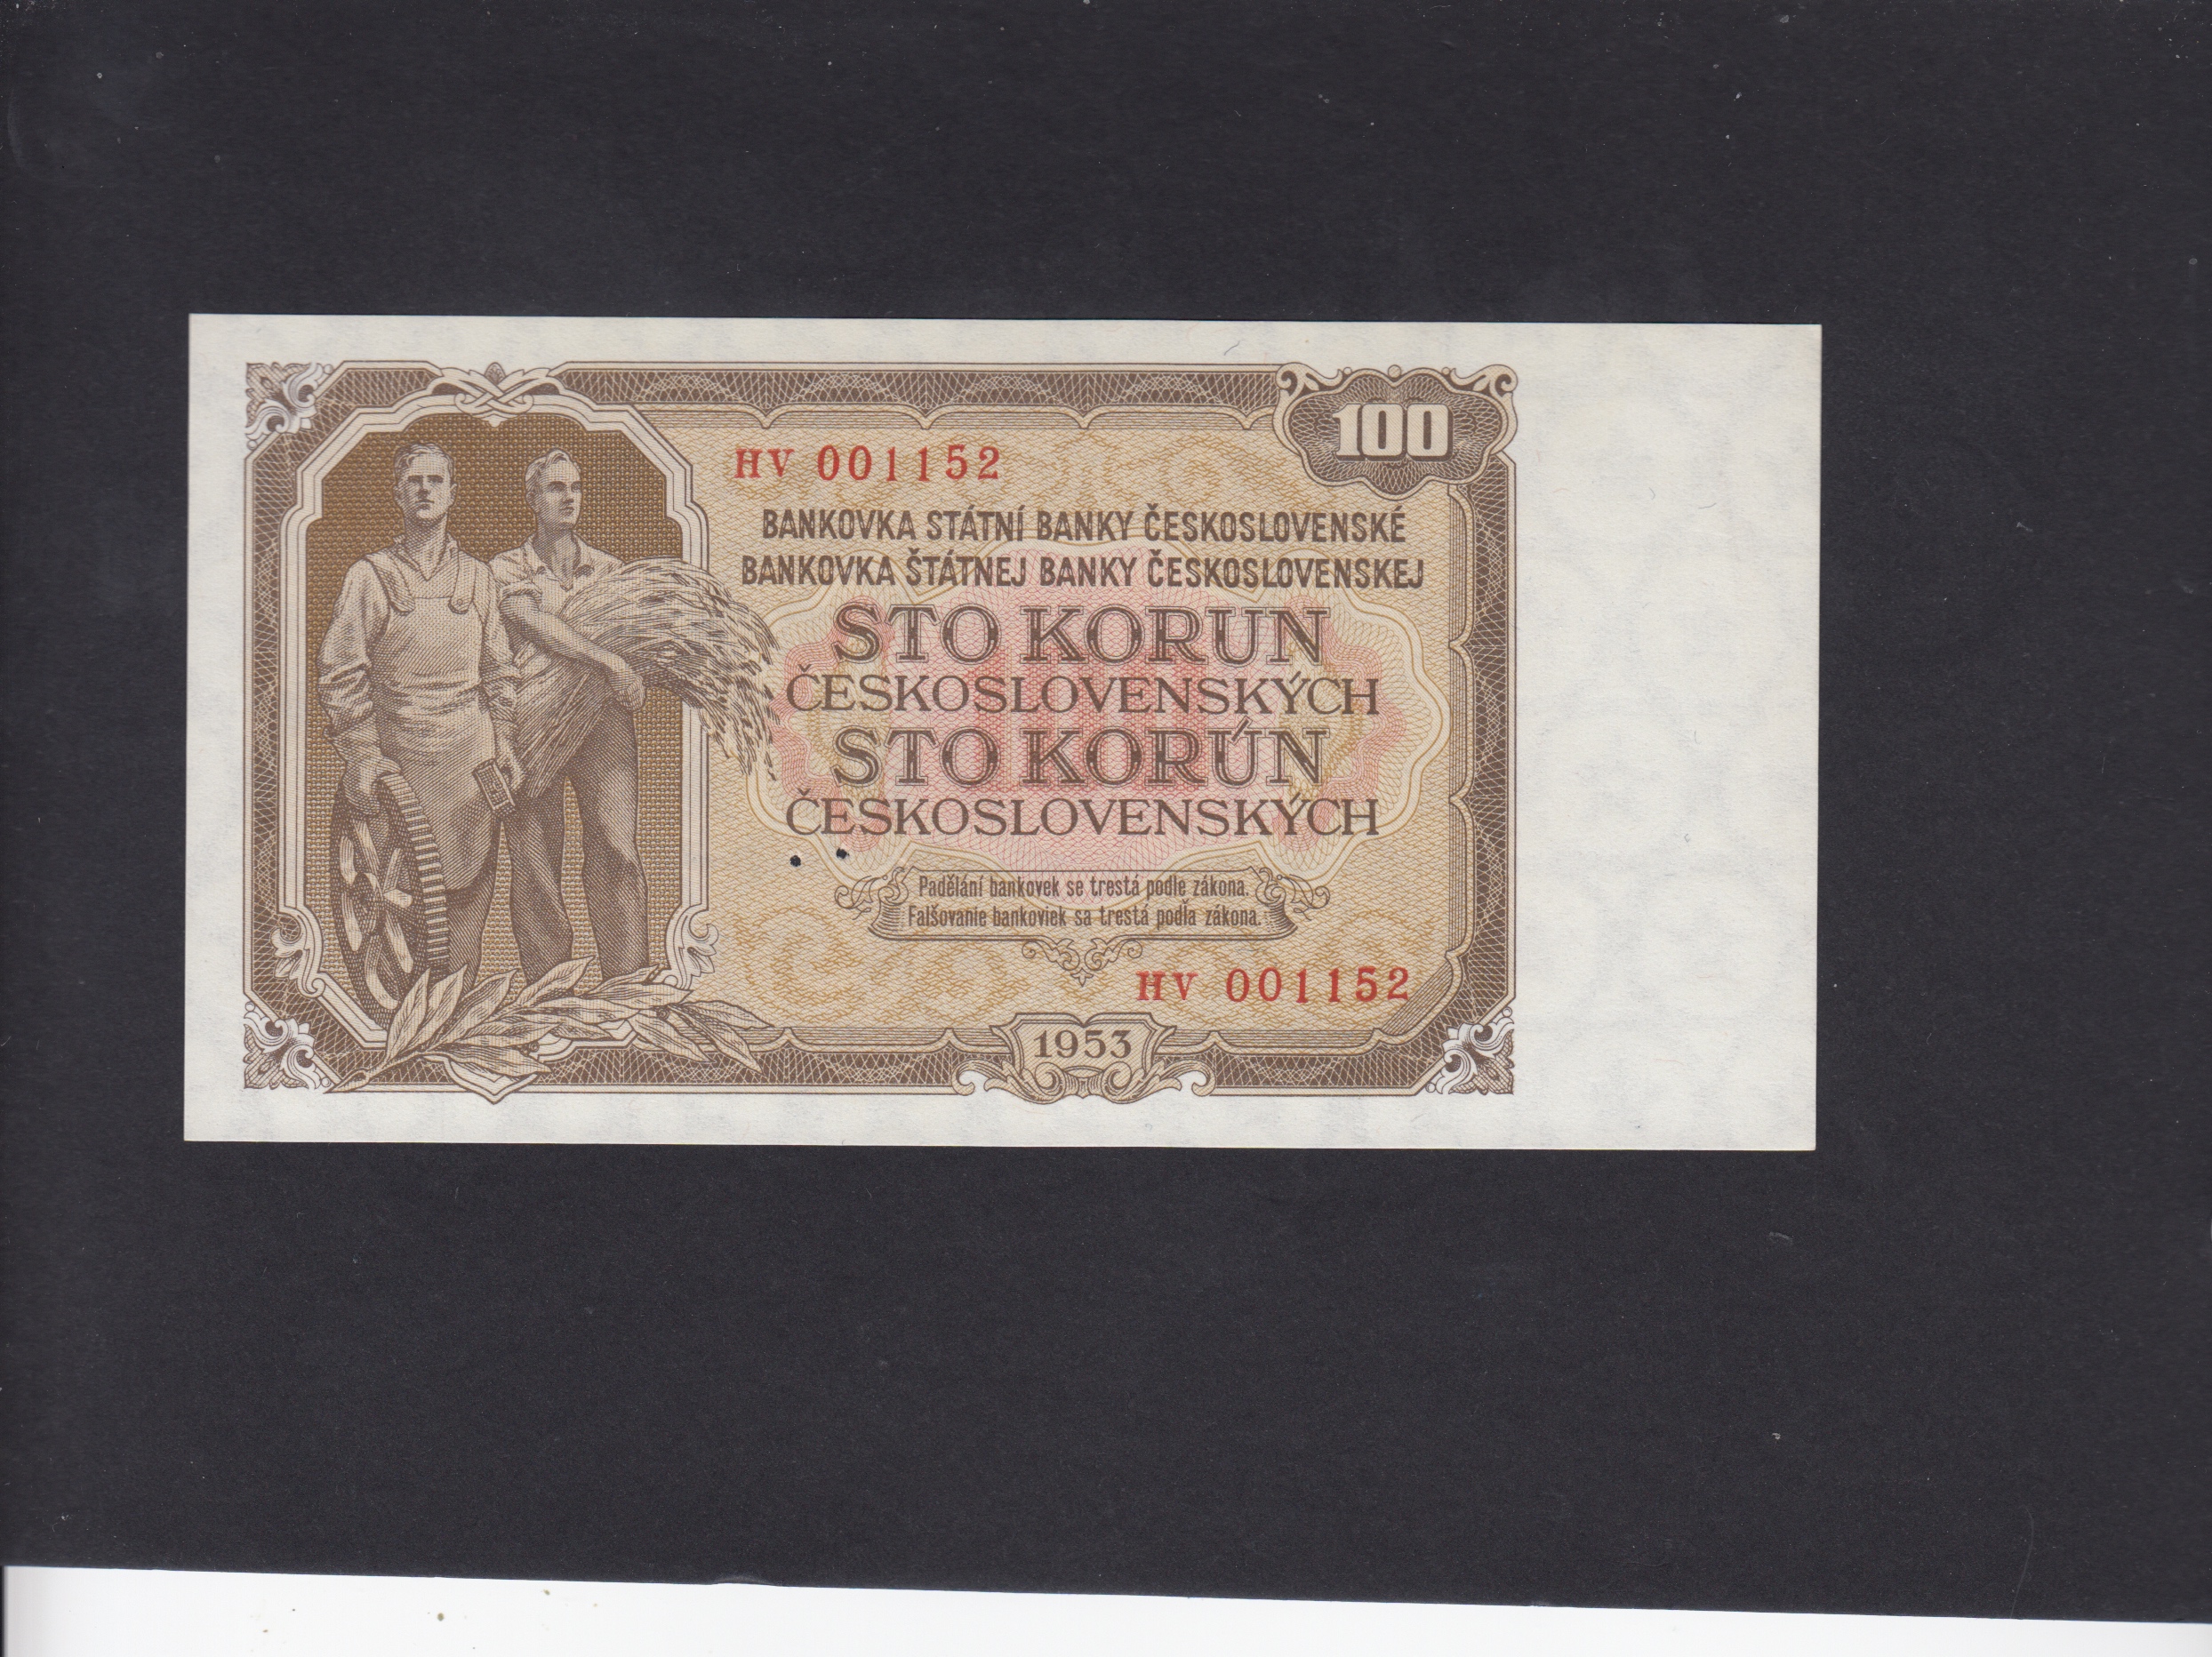 100
HV 001152
BANKOVKA STÁTNÍ BANKY ČESKOSLOVENSKÉ
BANKOVKA ŠTÁTNEJ BANKY ČESKOSLOVENSKEJ
STO KORUN
ČESKOSLOVENSKÝCH
STO KORÚN
ČESKOSLOVENSKÝCH
Padělání bankovek se trestá podle zákona.
Falšovanie bankoviek sa trestá podľa zákona.
HV 001152
1953